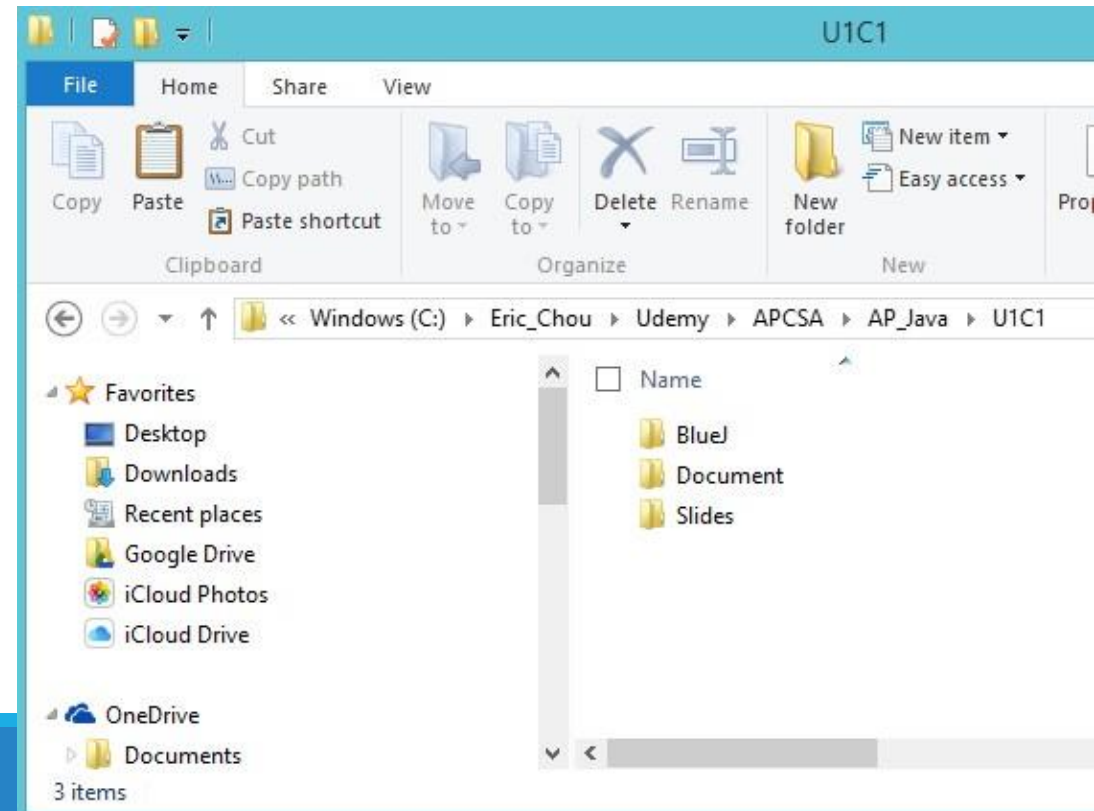 U1C1
File Home Share View
Copy Paste Cut
Copy path
Paste shortcut
Move to Copy to Delete Rename
New folder New item
Easy access
Clipboard Organize New
« Windows (C:) Eric_Chou Udemy APCSA AP_Java U1C1
Favorites
Desktop
Downloads
Recent places
Google Drive
iCloud Photos
iCloud Drive
OneDrive
Documents
Name
BlueJ
Document
Slides
3 items